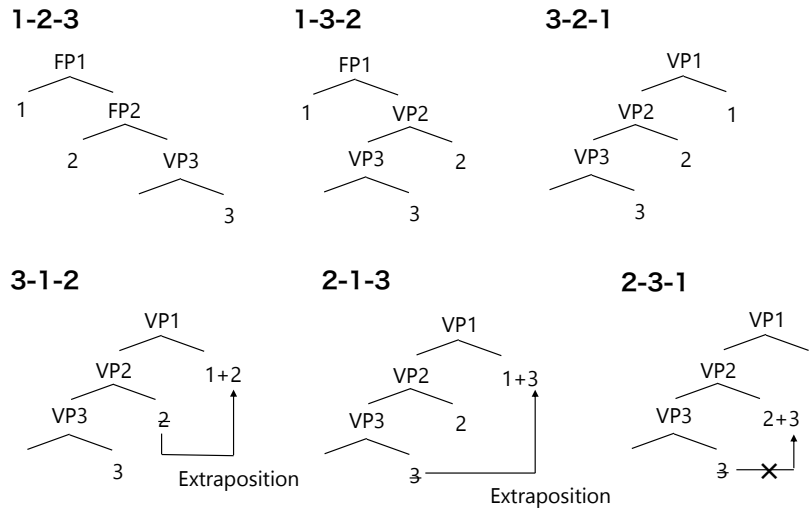 1-2-3
FP1
1
FP2
2
VP3
3
1-3-2
FP1
1
VP2
VP3
2
3
3-2-1
VP1
VP2
1
VP3
2
3
3-1-2
VP1
VP2
1+2
VP3
2
3
Extraposition
2-1-3
VP1
VP2
1+3
VP3
2
3
Extraposition
2-3-1
VP1
VP2
VP3
2+3
3